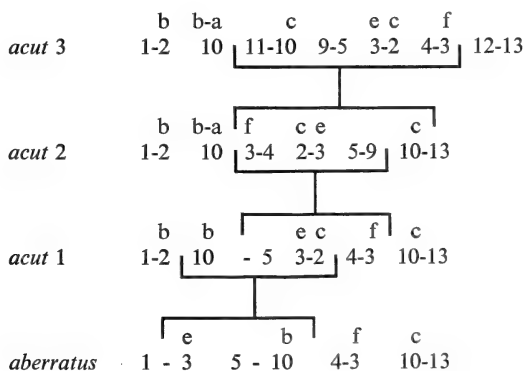 b b-a c e c f
acut 3 1-2 10 11-10 9-5 3-2 4-3 12-13
b b-a f c e c
acut 2 1-2 10 3-4 2-3 5-9 10-13
b b e c f c
acut 1 1-2 10 - 5 3-2 4-3 10-13
e b f c
aberratus 1 - 3 5 - 10 4-3 10-13